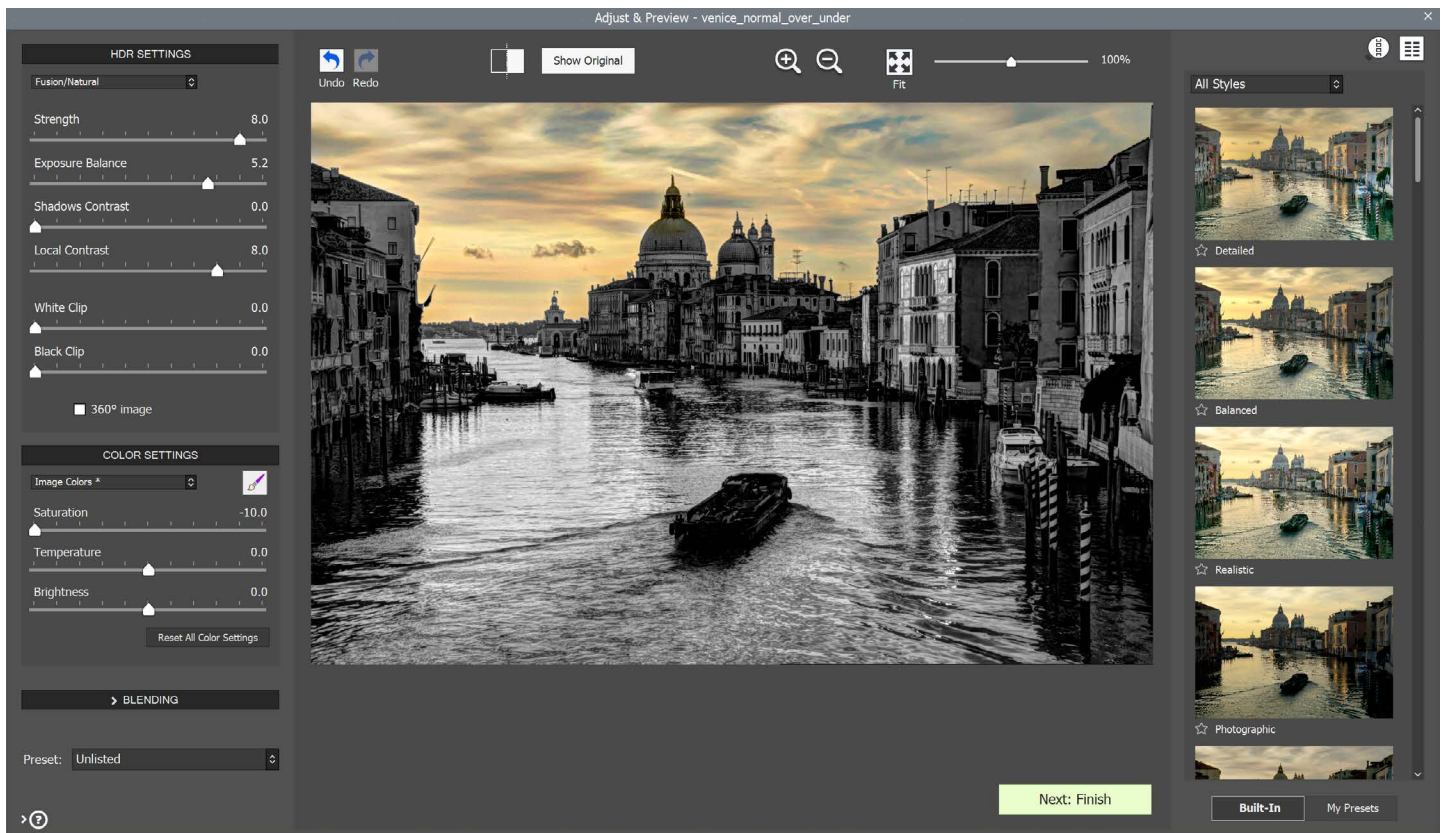 Adjust & Preview - venice_normal_over_under
HDR SETTINGS
Fusion/Natural
Strength 8.0
Exposure Balance 5.2
Shadows Contrast 0.0
Local Contrast 8.0
White Clip 0.0
Black Clip 0.0
360° image
COLOR SETTINGS
Image Colors *
Saturation -10.0
Temperature 0.0
Brightness 0.0
Reset All Color Settings
> BLENDING
Preset: Unlisted
Undo Redo
Show Original
Fit
100%
Next: Finish
All Styles
Detailed
Balanced
Realistic
Photographic
Built-In My Presets